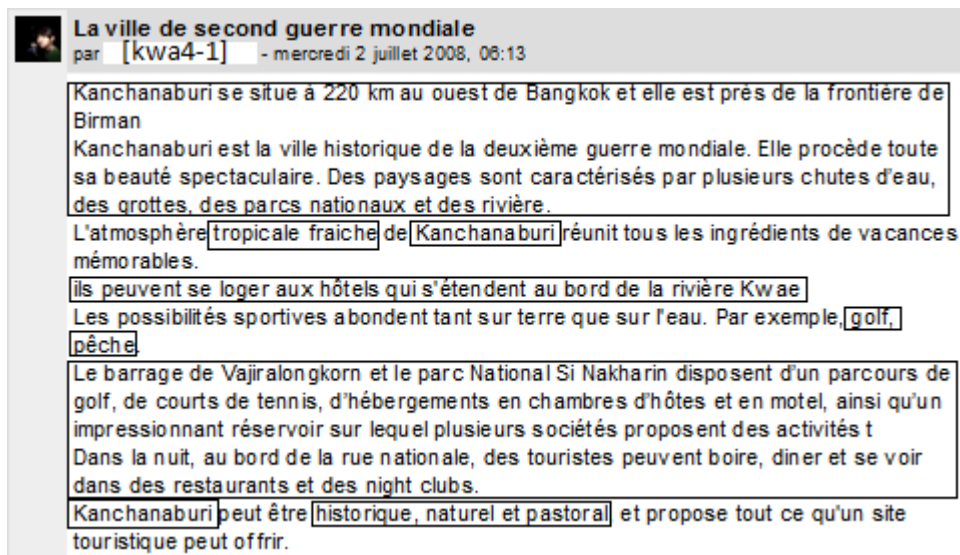 La ville de second guerre mondiale
par [kwa4-1] - mercredi 2 juillet 2008, 06:13
Kanchanaburi se situe à 220 km au ouest de Bangkok et elle est près de la frontière de
Birman
Kanchanaburi est la ville historique de la deuxième guerre mondiale. Elle procède toute
sa beauté spectaculaire. Des paysages sont caractérisés par plusieurs chutes d'eau,
des grottes, des parcs nationaux et des rivière.
L'atmosphère tropicale fraiche de Kanchanaburi réunit tous les ingrédients de vacances
mémorables.
ils peuvent se loger aux hôtels qui s'étendent au bord de la rivière Kwae
Les possibilités sportives abondent tant sur terre que sur l'eau. Par exemple, golf,
pêche.
Le barrage de Vajiralongkorn et le parc National Si Nakharin disposent d'un parcours de
golf, de courts de tennis, d'hébergements en chambres d'hôtes et en motel, ainsi qu'un
impressionnant réservoir sur lequel plusieurs sociétés proposent des activités t
Dans la nuit, au bord de la rue nationale, des touristes peuvent boire, diner et se voir
dans des restaurants et des night clubs.
Kanchanaburi peut être historique, naturel et pastoral et propose tout ce qu'un site
touristique peut offrir.